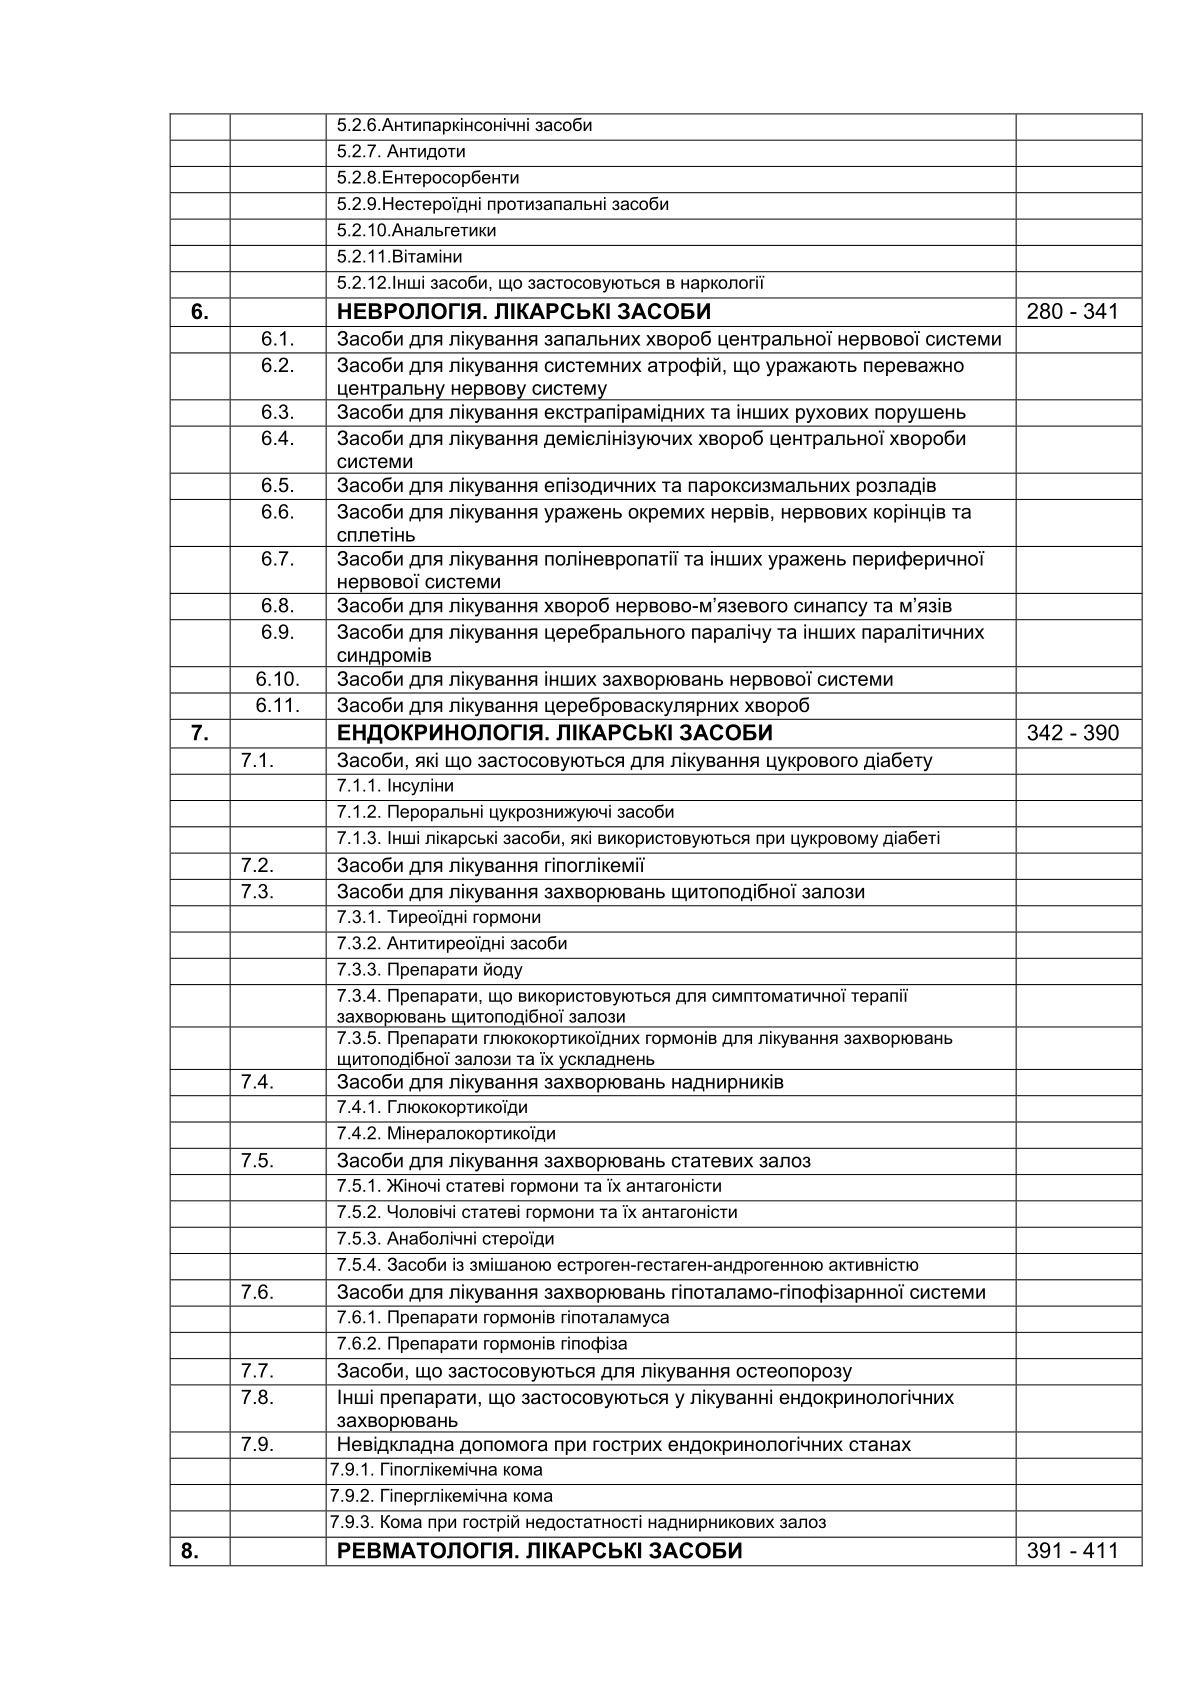 5.2.6.Антипаркінсонічні засоби
5.2.7. Антидоти
5.2.8.Ентеросорбенти
5.2.9.Нестероїдні протизапальні засоби
5.2.10.Анальгетики
5.2.11.Вітаміни
5.2.12.Інші засоби, що застосовуються в наркології
6. НЕВРОЛОГІЯ. ЛІКАРСЬКІ ЗАСОБИ 280 - 341
6.1. Засоби для лікування запальних хвороб центральної нервової системи
6.2. Засоби для лікування системних атрофій, що уражають переважно
центральну нервову систему
6.3. Засоби для лікування екстрапірамідних та інших рухових порушень
6.4. Засоби для лікування демієлінізуючих хвороб центральної хвороби
системи
6.5. Засоби для лікування епізодичних та пароксизмальних розладів
6.6. Засоби для лікування уражень окремих нервів, нервових корінців та
сплетінь
6.7. Засоби для лікування поліневропатії та інших уражень периферичної
нервової системи
6.8. Засоби для лікування хвороб нервово-м’язевого синапсу та м’язів
6.9. Засоби для лікування церебрального паралічу та інших паралітичних
синдромів
6.10. Засоби для лікування інших захворювань нервової системи
6.11. Засоби для лікування цереброваскулярних хвороб
7. ЕНДОКРИНОЛОГІЯ. ЛІКАРСЬКІ ЗАСОБИ 342 - 390
7.1. Засоби, які що застосовуються для лікування цукрового діабету
7.1.1. Інсуліни
7.1.2. Пероральні цукрознижуючі засоби
7.1.3. Інші лікарські засоби, які використовуються при цукровому діабеті
7.2. Засоби для лікування гіпоглікемії
7.3. Засоби для лікування захворювань щитоподібної залози
7.3.1. Тиреоїдні гормони
7.3.2. Антитиреоїдні засоби
7.3.3. Препарати йоду
7.3.4. Препарати, що використовуються для симптоматичної терапії
захворювань щитоподібної залози
7.3.5. Препарати глюкокортикоїдних гормонів для лікування захворювань
щитоподібної залози та їх ускладнень
7.4. Засоби для лікування захворювань наднирників
7.4.1. Глюкокортикоїди
7.4.2. Мінералокортикоїди
7.5. Засоби для лікування захворювань статевих залоз
7.5.1. Жіночі статеві гормони та їх антагоністи
7.5.2. Чоловічі статеві гормони та їх антагоністи
7.5.3. Анаболічні стероїди
7.5.4. Засоби із змішаною естроген-гестаген-андрогенною активністю
7.6. Засоби для лікування захворювань гіпоталамо-гіпофізарнної системи
7.6.1. Препарати гормонів гіпоталамуса
7.6.2. Препарати гормонів гіпофіза
7.7. Засоби, що застосовуються для лікування остеопорозу
7.8. Інші препарати, що застосовуються у лікуванні ендокринологічних
захворювань
7.9. Невідкладна допомога при гострих ендокринологічних станах
7.9.1. Гіпоглікемічна кома
7.9.2. Гіперглікемічна кома
7.9.3. Кома при гострій недостатності наднирникових залоз
8. РЕВМАТОЛОГІЯ. ЛІКАРСЬКІ ЗАСОБИ 391 - 411